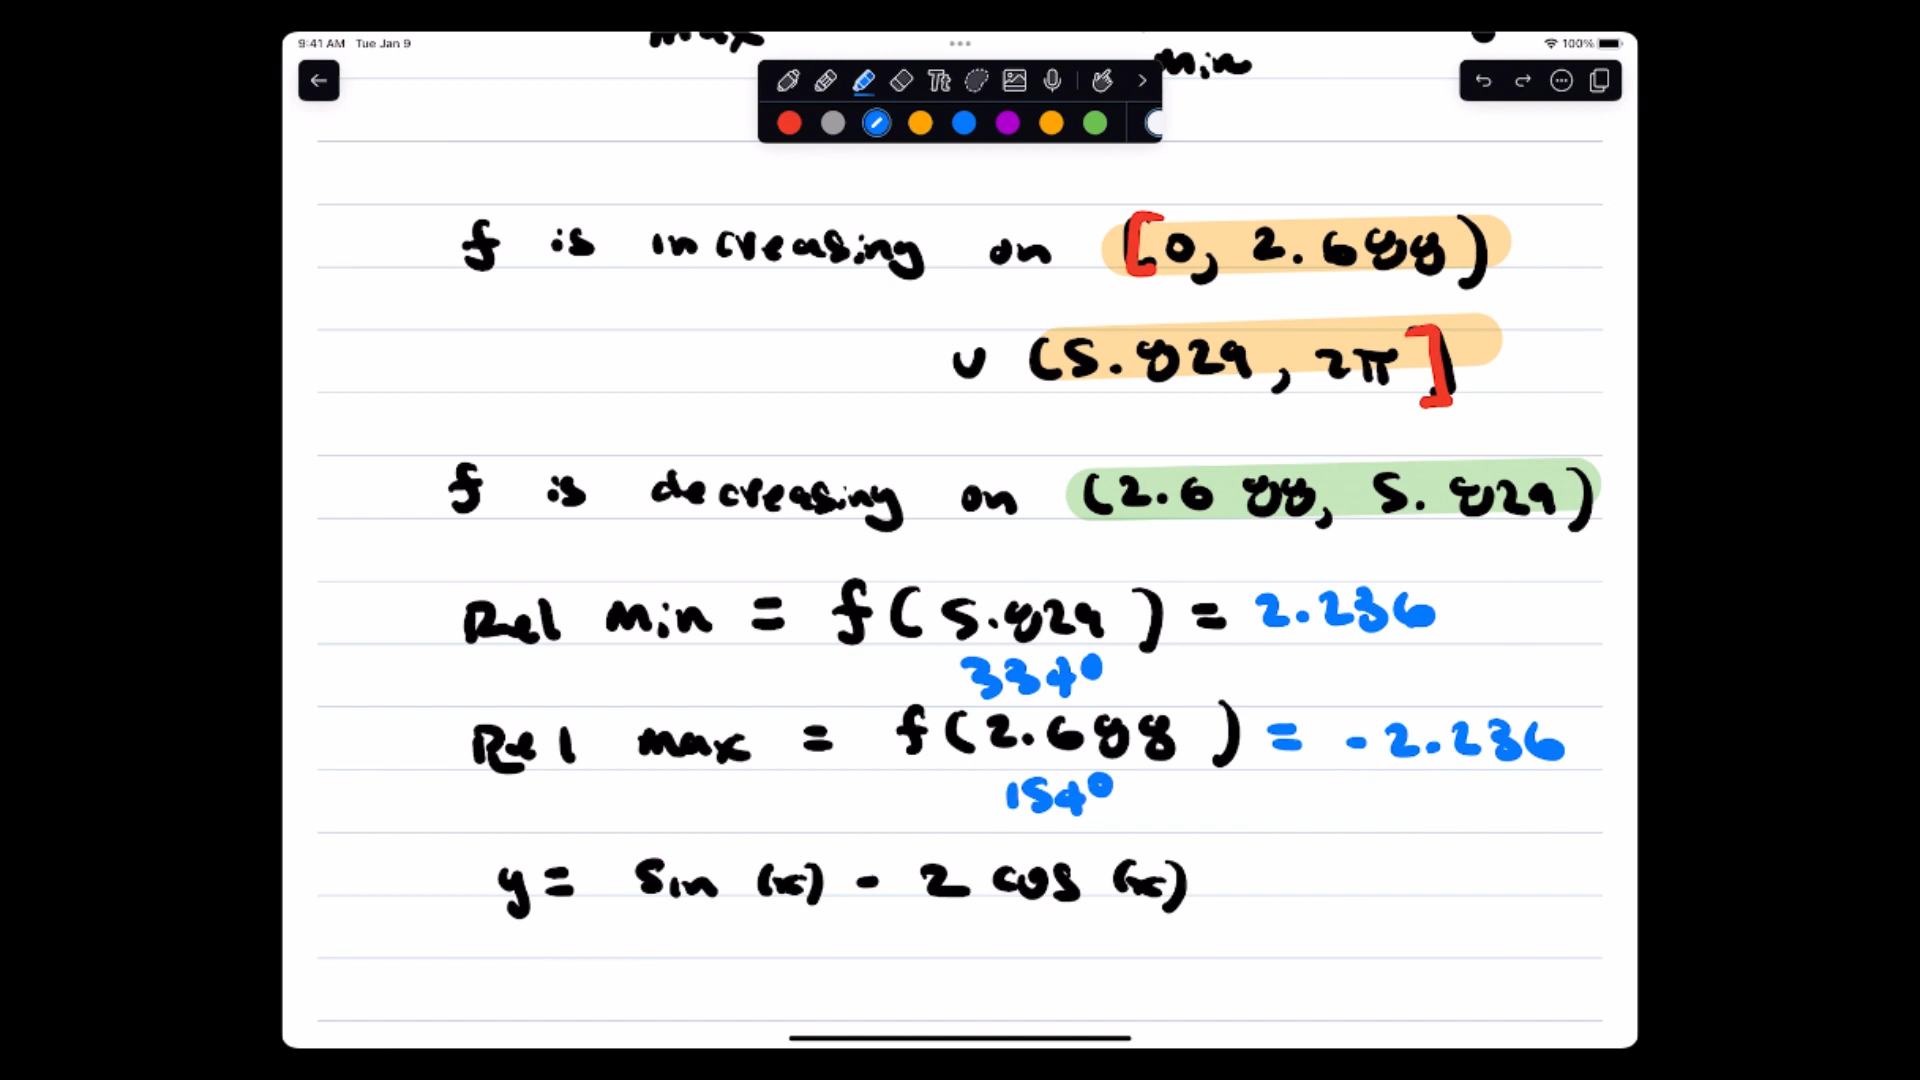 9:41 AM Tue Jan 9
100%
max
min
Tt
f is increasing on [0, 2.688)
∪ (5.829, 2π]
f is decreasing on (2.688, 5.829)
Rel min = f(5.829) = 2.236
334°
Rel max = f(2.688) = -2.236
154°
y = sin(x) - 2 cos(x)